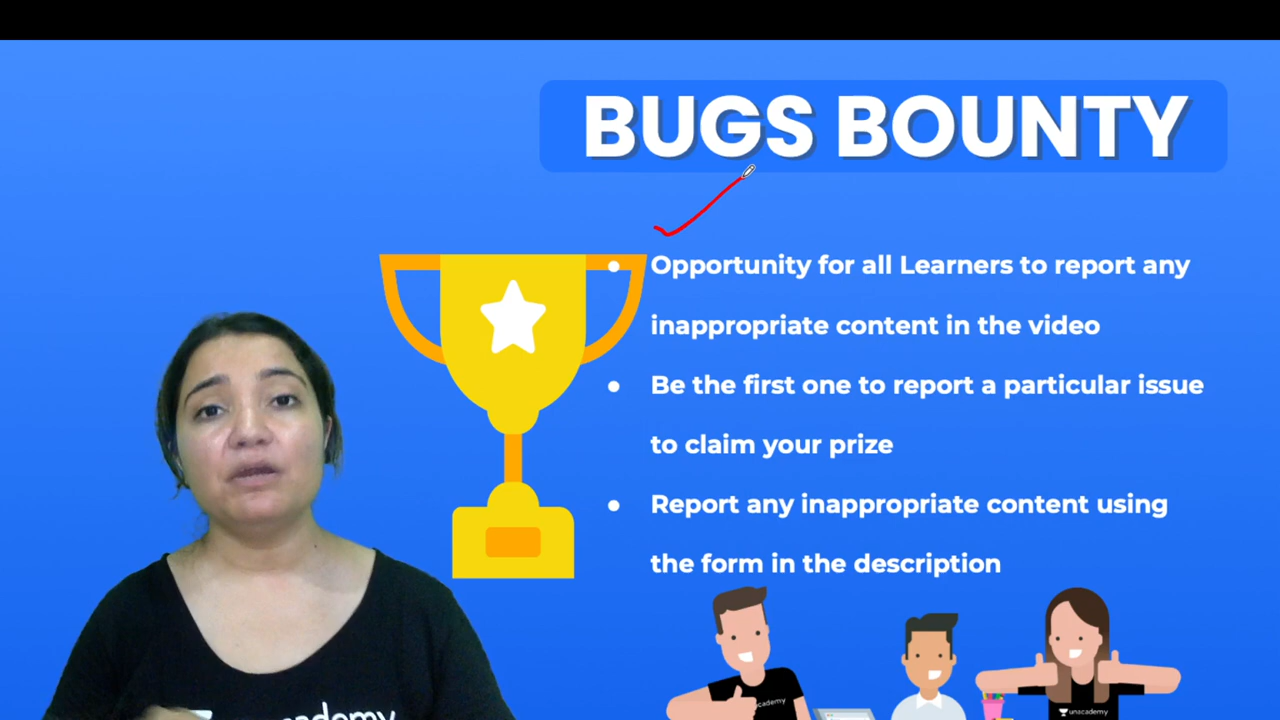 BUGS BOUNTY
● Opportunity for all Learners to report any
inappropriate content in the video
● Be the first one to report a particular issue
to claim your prize
● Report any inappropriate content using
the form in the description
unacademy